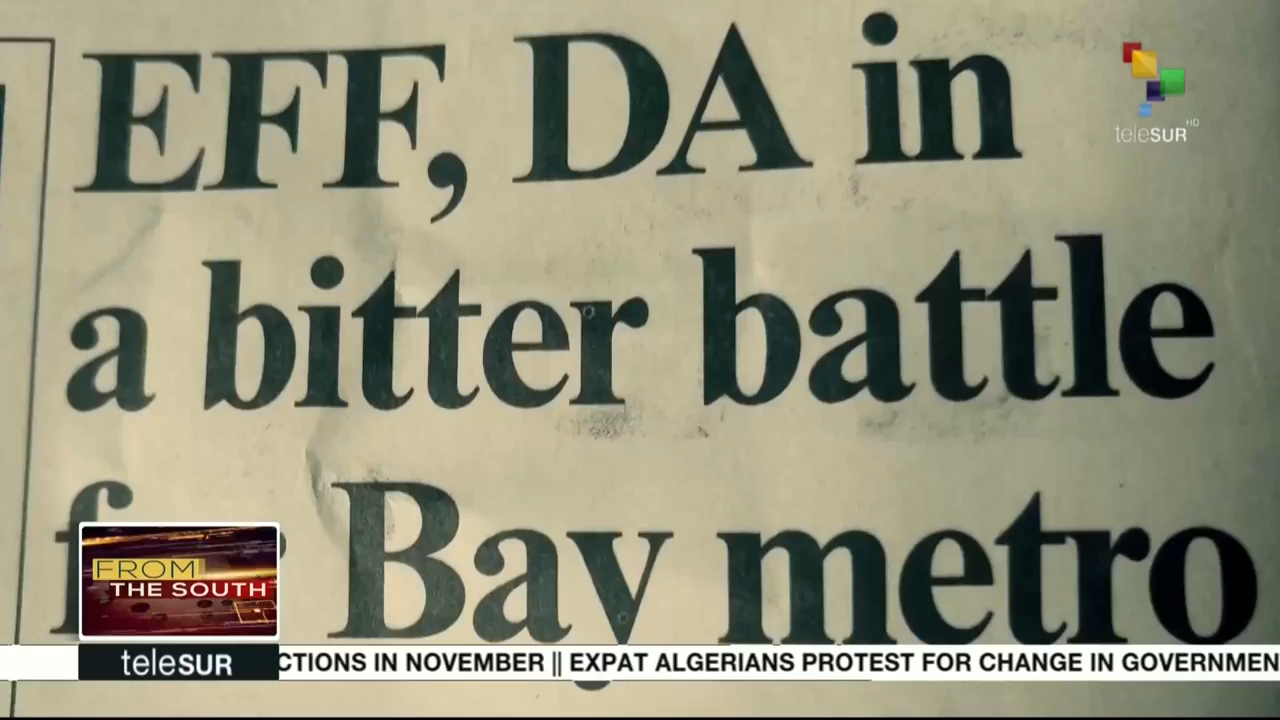 EFF, DA in
a bitter battle
Bay metro
teleSUR HD
FROM
THE SOUTH
teleSUR
CTIONS IN NOVEMBER || EXPAT ALGERIANS PROTEST FOR CHANGE IN GOVERNMEN